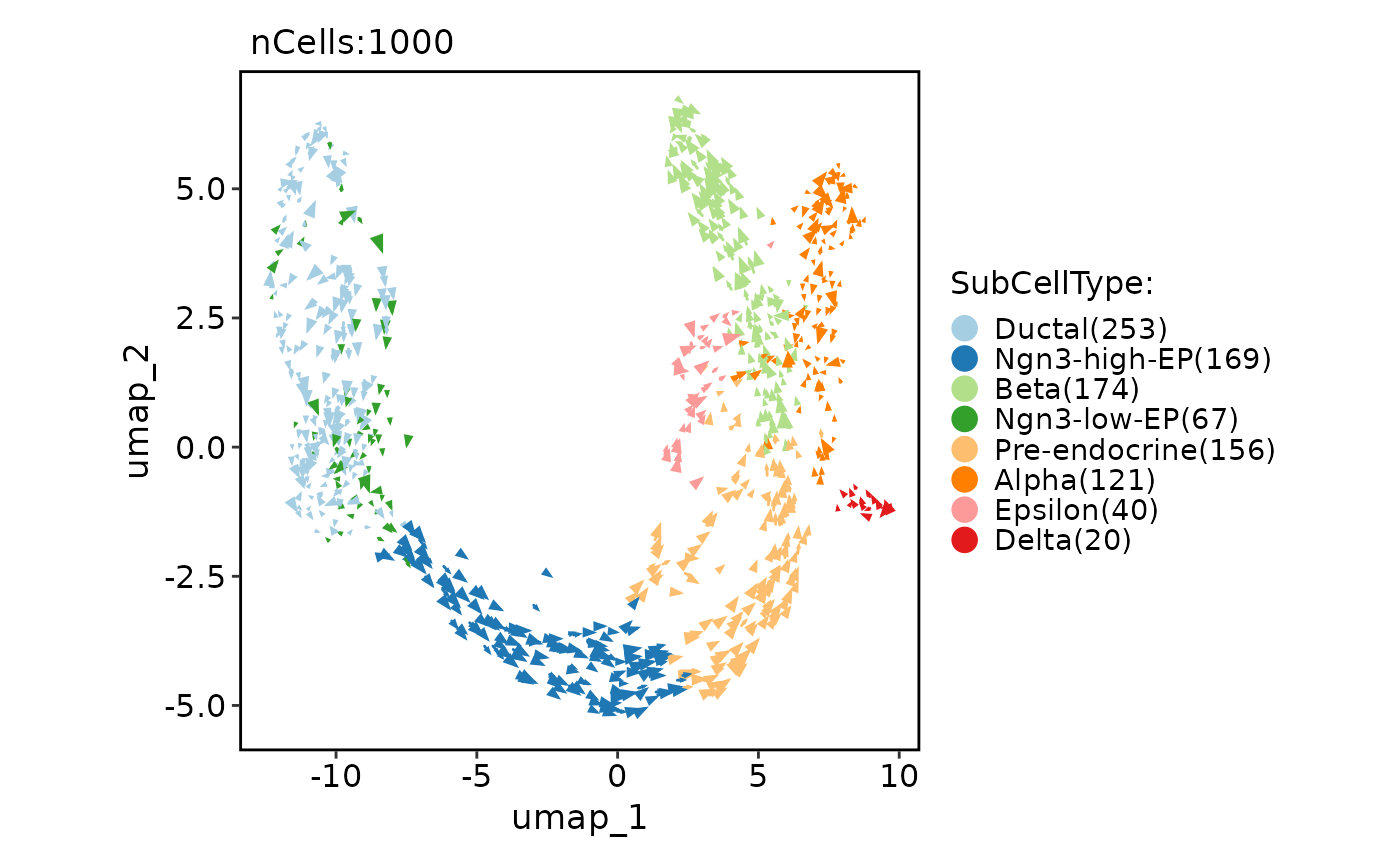 nCells:1000
5.0
2.5
0.0
-2.5
-5.0
umap_2
-10
-5
0
5
10
umap_1
SubCellType:
Ductal(253)
Ngn3-high-EP(169)
Beta(174)
Ngn3-low-EP(67)
Pre-endocrine(156)
Alpha(121)
Epsilon(40)
Delta(20)